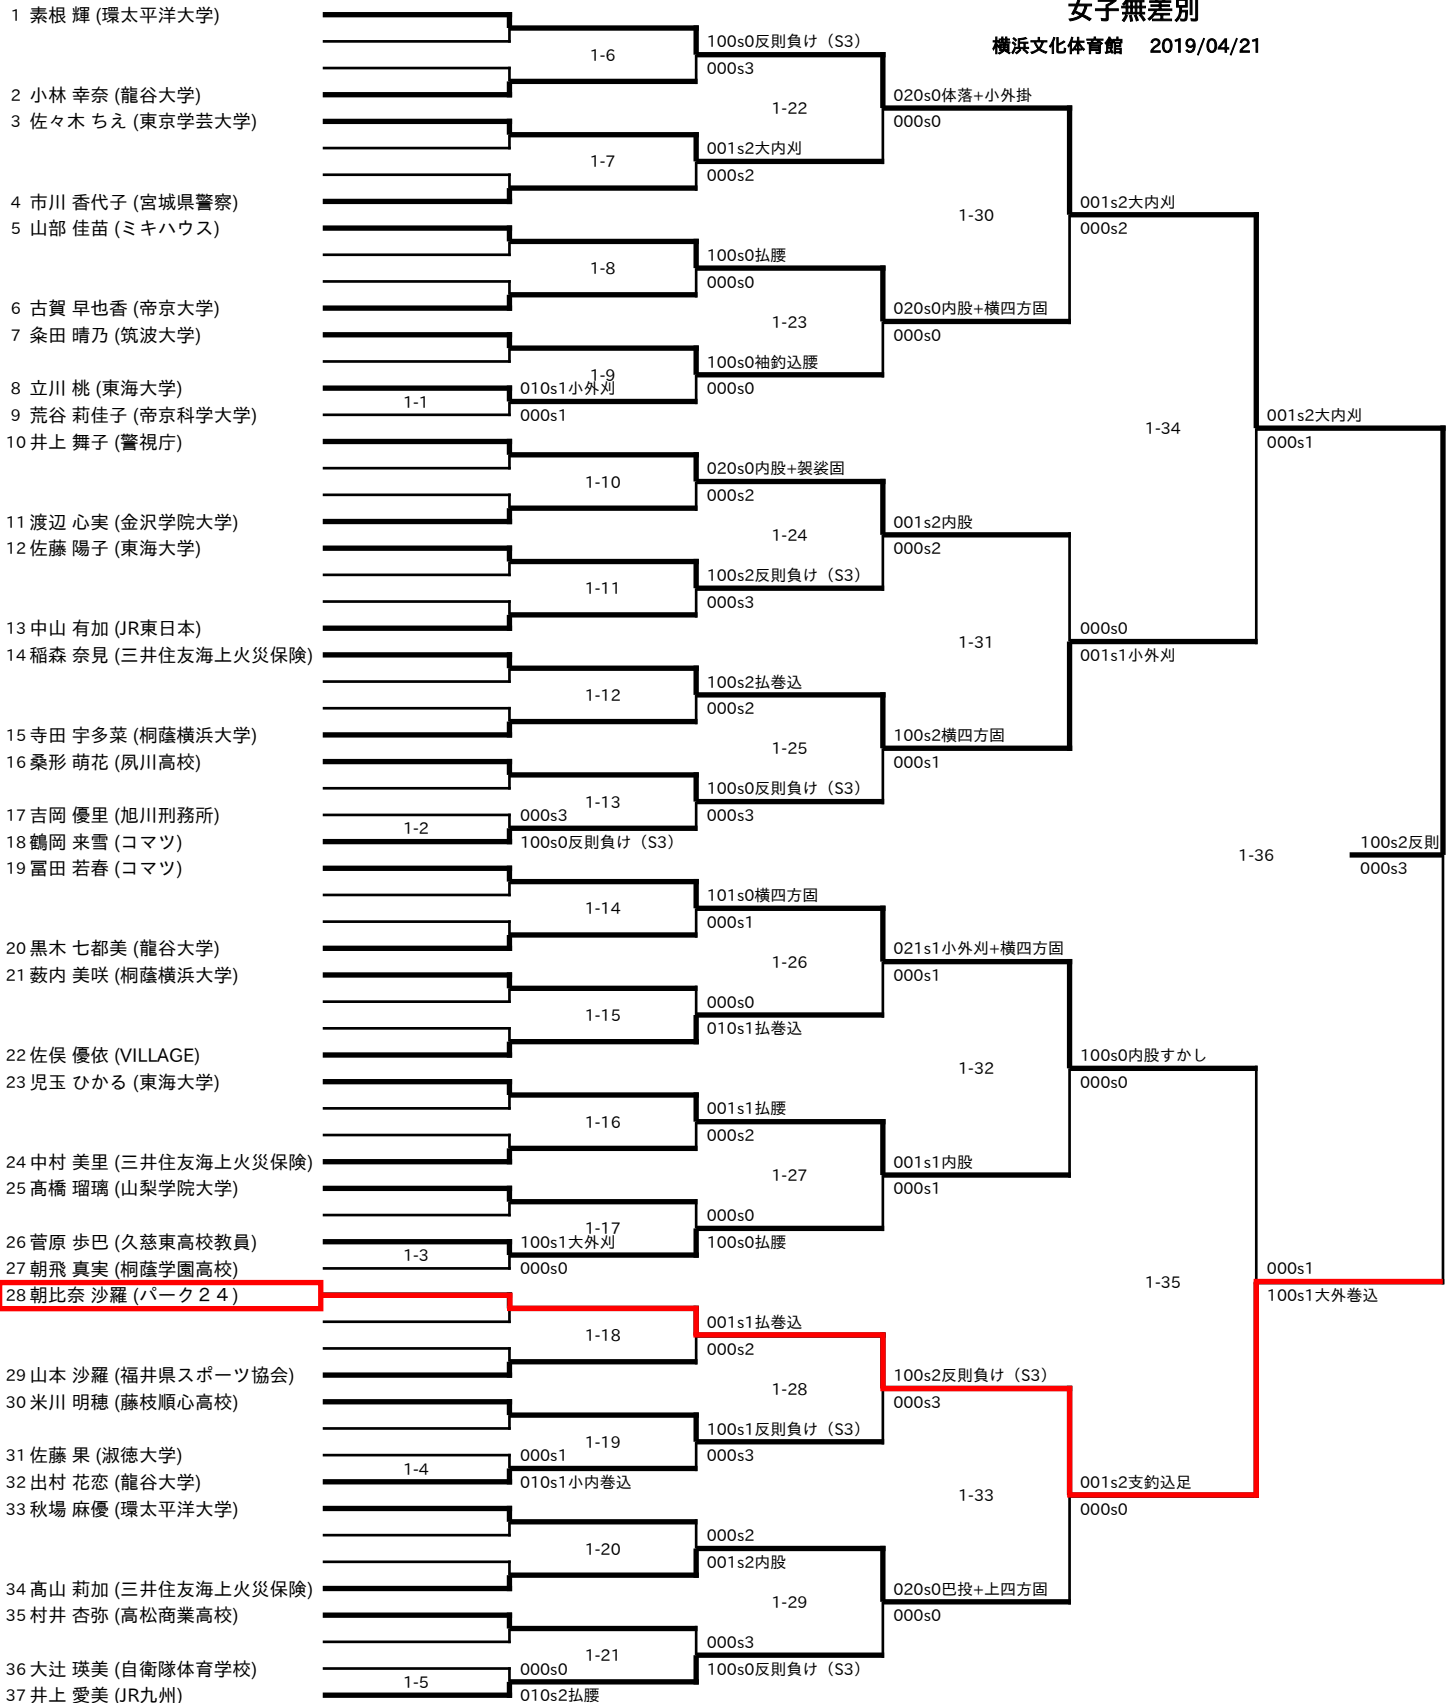 女子無差別
横浜文化体育館 2019/04/21
1 素根 輝 (環太平洋大学)
2 小林 幸奈 (龍谷大学)
3 佐々木 ちえ (東京学芸大学)
4 市川 香代子 (宮城県警察)
5 山部 佳苗 (ミキハウス)
6 古賀 早也香 (帝京大学)
7 粂田 晴乃 (筑波大学)
8 立川 桃 (東海大学)
9 荒谷 莉佳子 (帝京科学大学)
10 井上 舞子 (警視庁)
11 渡辺 心実 (金沢学院大学)
12 佐藤 陽子 (東海大学)
13 中山 有加 (JR東日本)
14 稲森 奈見 (三井住友海上火災保険)
15 寺田 宇多菜 (桐蔭横浜大学)
16 桑形 萌花 (夙川高校)
17 吉岡 優里 (旭川刑務所)
18 鶴岡 来雪 (コマツ)
19 冨田 若春 (コマツ)
20 黒木 七都美 (龍谷大学)
21 薮内 美咲 (桐蔭横浜大学)
22 佐俣 優依 (VILLAGE)
23 児玉 ひかる (東海大学)
24 中村 美里 (三井住友海上火災保険)
25 髙橋 瑠璃 (山梨学院大学)
26 菅原 歩巴 (久慈東高校教員)
27 朝飛 真実 (桐蔭学園高校)
28 朝比奈 沙羅 (パーク２４)
29 山本 沙羅 (福井県スポーツ協会)
30 米川 明穂 (藤枝順心高校)
31 佐藤 果 (淑徳大学)
32 出村 花恋 (龍谷大学)
33 秋場 麻優 (環太平洋大学)
34 髙山 莉加 (三井住友海上火災保険)
35 村井 杏弥 (高松商業高校)
36 大辻 瑛美 (自衛隊体育学校)
37 井上 愛美 (JR九州)
1-1
010s1小外刈
000s1
1-2
000s3
100s0反則負け（S3）
1-3
100s1大外刈
000s0
1-4
000s1
010s1小内巻込
1-5
000s0
010s2払腰
1-6
100s0反則負け（S3）
000s3
1-7
001s2大内刈
000s2
1-8
100s0払腰
000s0
1-9
100s0袖釣込腰
000s0
1-10
020s0内股+袈裟固
000s2
1-11
100s2反則負け（S3）
000s3
1-12
100s2払巻込
000s2
1-13
100s0反則負け（S3）
000s3
1-14
101s0横四方固
000s1
1-15
000s0
010s1払巻込
1-16
001s1払腰
000s2
1-17
000s0
100s0払腰
1-18
001s1払巻込
000s2
1-19
100s1反則負け（S3）
000s3
1-20
000s2
001s2内股
1-21
000s3
100s0反則負け（S3）
1-22
020s0体落+小外掛
000s0
1-23
020s0内股+横四方固
000s0
1-24
001s2内股
000s2
1-25
100s2横四方固
000s1
1-26
021s1小外刈+横四方固
000s1
1-27
001s1内股
000s1
1-28
100s2反則負け（S3）
000s3
1-29
020s0巴投+上四方固
000s0
1-30
001s2大内刈
000s2
1-31
000s0
001s1小外刈
1-32
100s0内股すかし
000s0
1-33
001s2支釣込足
000s0
1-34
001s2大内刈
000s1
1-35
000s1
100s1大外巻込
1-36
100s2反則
000s3